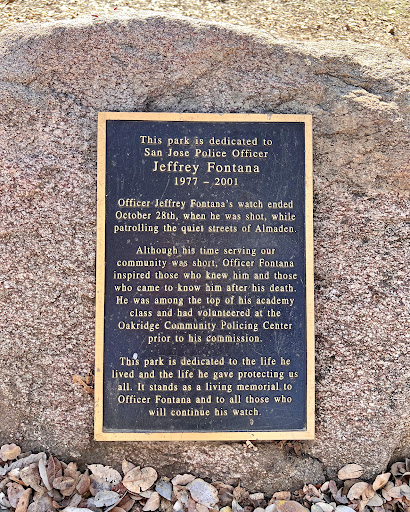 This park is dedicated to
San Jose Police Officer
Jeffrey Fontana
1977 – 2001
Officer Jeffrey Fontana's watch ended
October 28th, when he was shot, while
patrolling the quiet streets of Almaden.
Although his time serving our
community was short, Officer Fontana
inspired those who knew him and those
who came to know him after his death.
He was among the top of his academy
class and had volunteered at the
Oakridge Community Policing Center
prior to his commission.
This park is dedicated to the life he
lived and the life he gave protecting us
all. It stands as a living memorial to
Officer Fontana and to all those who
will continue his watch.